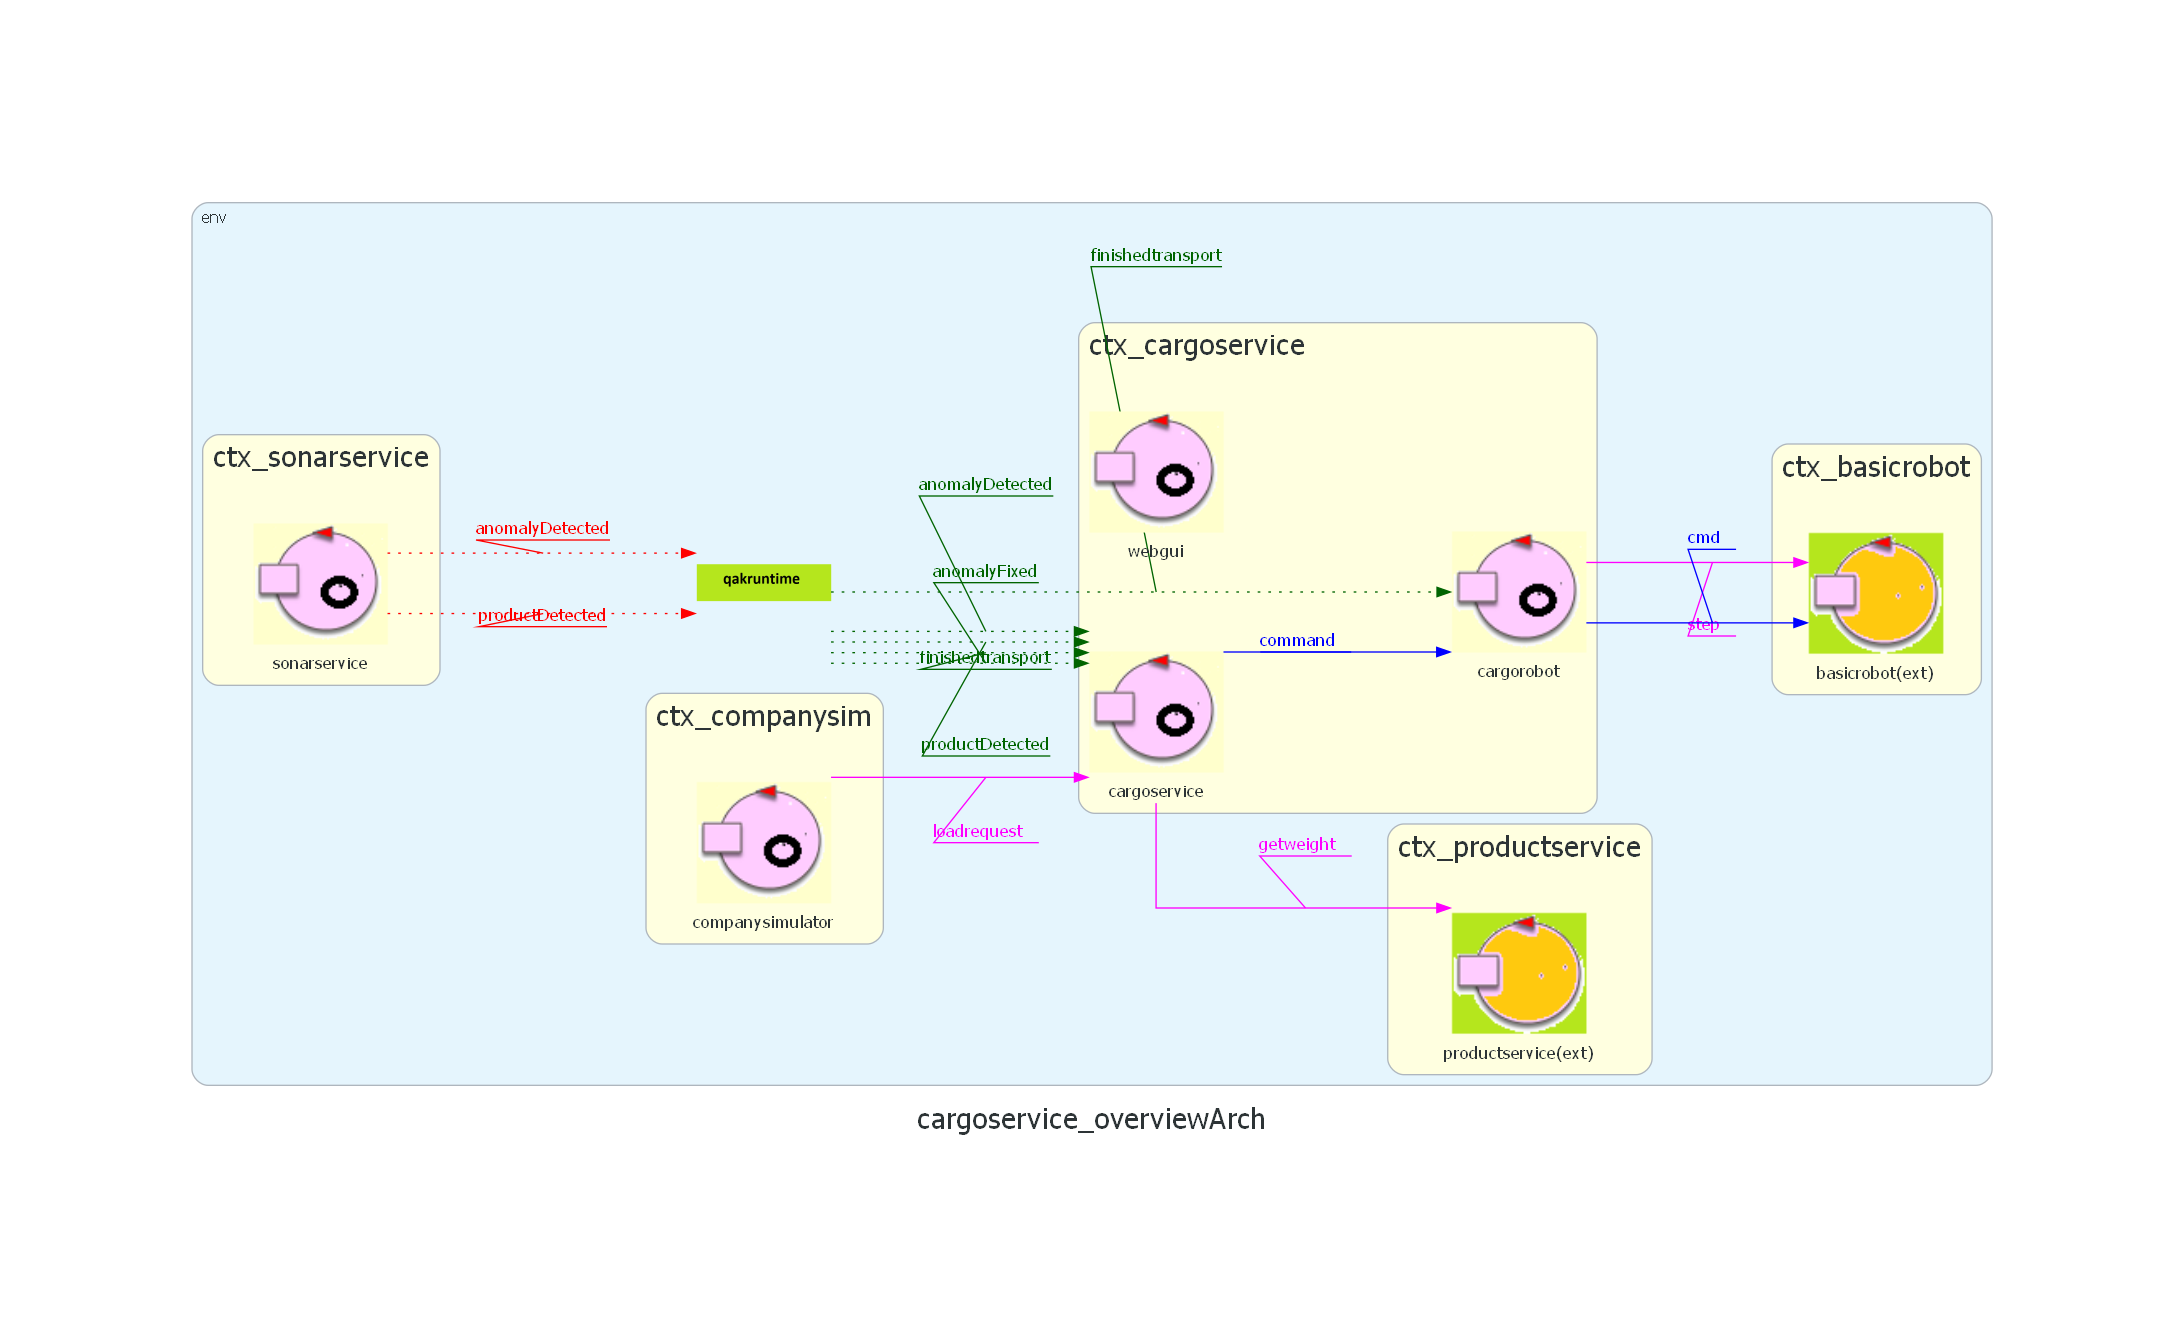 env
finishedtransport
ctx_cargoservice
ctx_sonarservice
ctx_basicrobot
anomalyDetected
anomalyDetected
cmd
webgui
anomalyFixed
qakruntime
productDetected
step
command
finishedtransport
sonarservice
cargorobot
basicrobot(ext)
ctx_companysim
productDetected
cargoservice
loadrequest
getweight
ctx_productservice
companysimulator
productservice(ext)
cargoservice_overviewArch